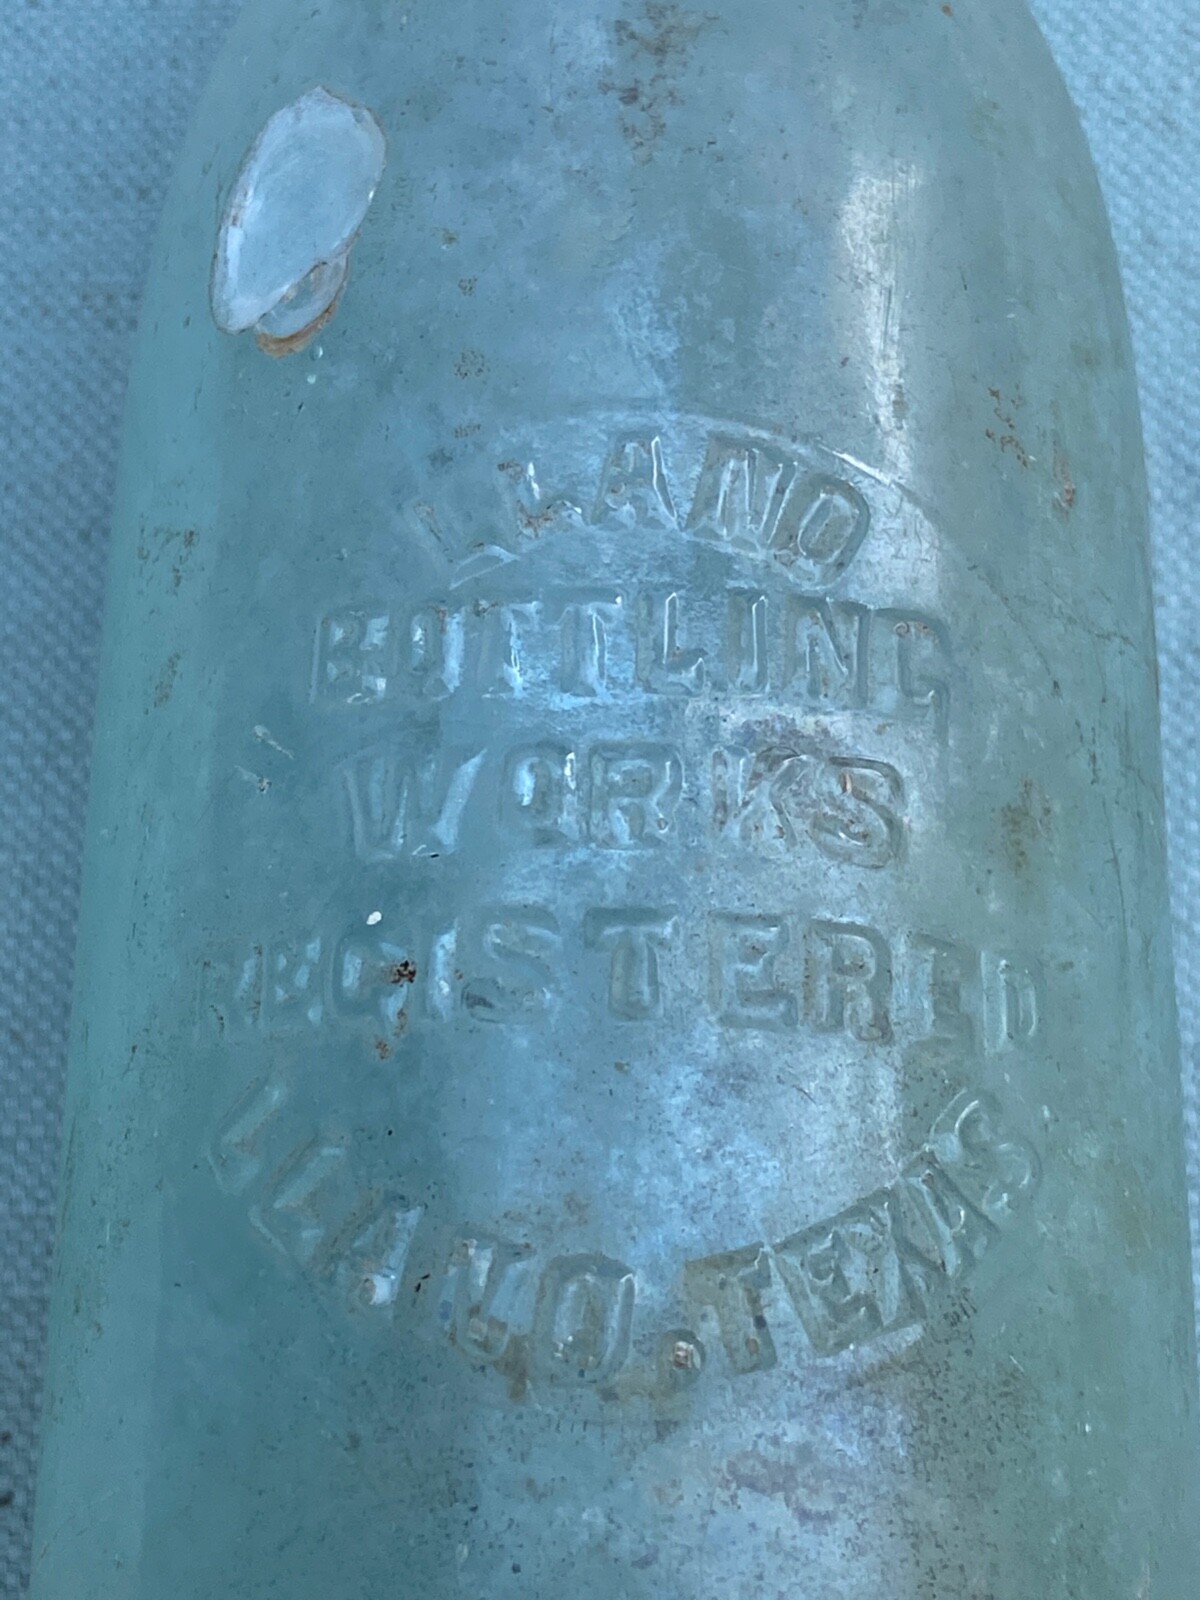 LLANO
BOTTLING
WORKS
REGISTERED
LLANO.TEXAS